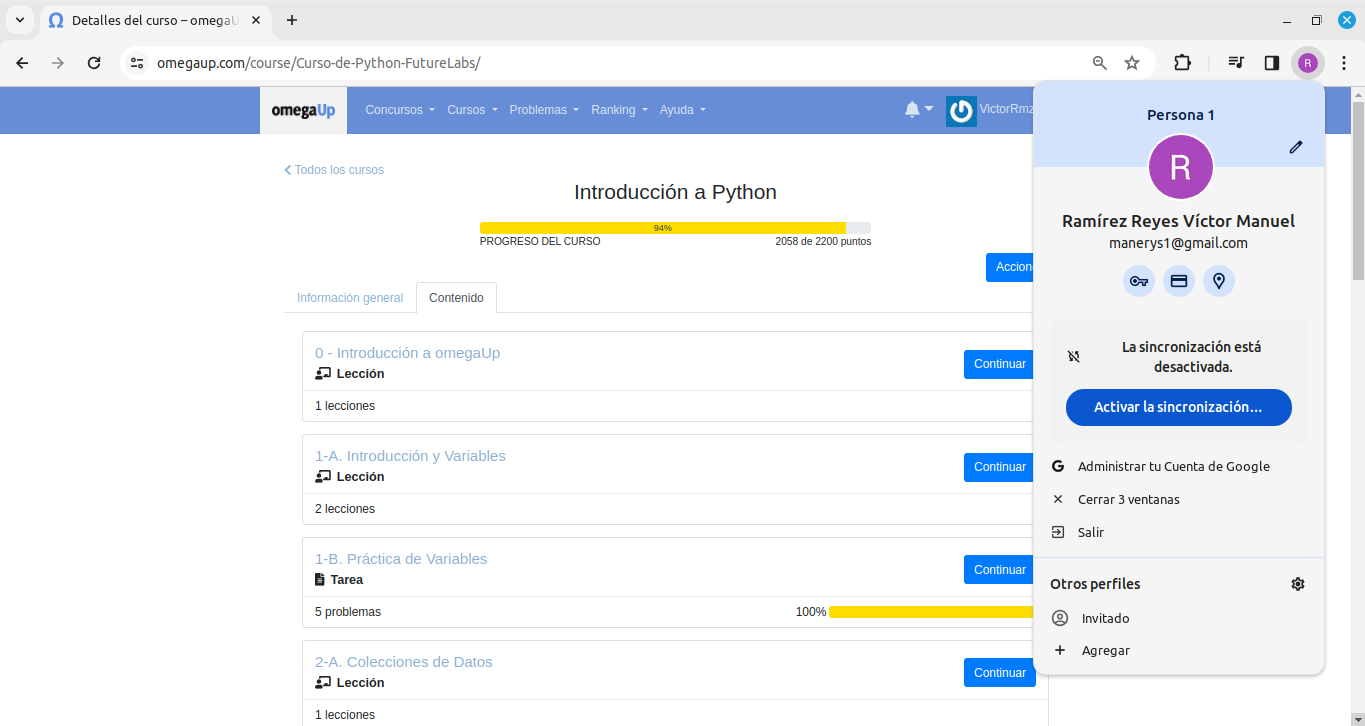 Detalles del curso – omegaU
omegaup.com/course/Curso-de-Python-FutureLabs/
R
omegaUp
Concursos
Cursos
Problemas
Ranking
Ayuda
VictorRmz
Todos los cursos
Introducción a Python
94%
PROGRESO DEL CURSO
2058 de 2200 puntos
Accion
Información general
Contenido
0 - Introducción a omegaUp
Lección
Continuar
1 lecciones
1-A. Introducción y Variables
Lección
Continuar
2 lecciones
1-B. Práctica de Variables
Tarea
Continuar
5 problemas
100%
2-A. Colecciones de Datos
Lección
Continuar
1 lecciones
Persona 1
R
Ramírez Reyes Víctor Manuel
manerys1@gmail.com
La sincronización está
desactivada.
Activar la sincronización...
Administrar tu Cuenta de Google
Cerrar 3 ventanas
Salir
Otros perfiles
Invitado
Agregar